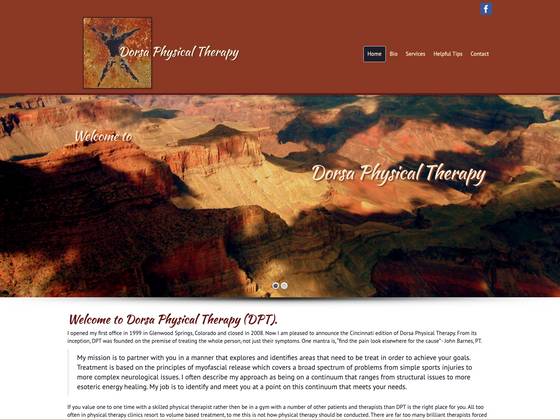 Dorsa Physical Therapy
Home Bio Services Helpful Tips Contact
Welcome to
Dorsa Physical Therapy
Welcome to Dorsa Physical Therapy (DPT).
I opened my first office in 1999 in Glenwood Springs, Colorado and closed in 2008. Now I am pleased to announce the Cincinnati edition of Dorsa Physical Therapy. From its
inception, DPT was founded on the premise of treating the whole person, not just their symptoms. One mantra is, "find the pain look elsewhere for the cause"- John Barnes, PT.
My mission is to partner with you in a manner that explores and identifies areas that need to be treat in order to achieve your goals.
Treatment is based on the principles of myofascial release which covers a broad spectrum of problems from simple sports injuries to
more complex neurological issues. I often describe my approach as being on a continuum that ranges from structural issues to more
esoteric energy healing. My job is to identify and meet you at a point on this continuum that meets your needs.
If you value one to one time with a skilled physical therapist rather then be in a gym with a number of other patients and therapists than DPT is the right place for you. All too
often in physical therapy clinics resort to volume based treatment, to me this is not how physical therapy should be conducted. There are far too many brilliant therapists forced